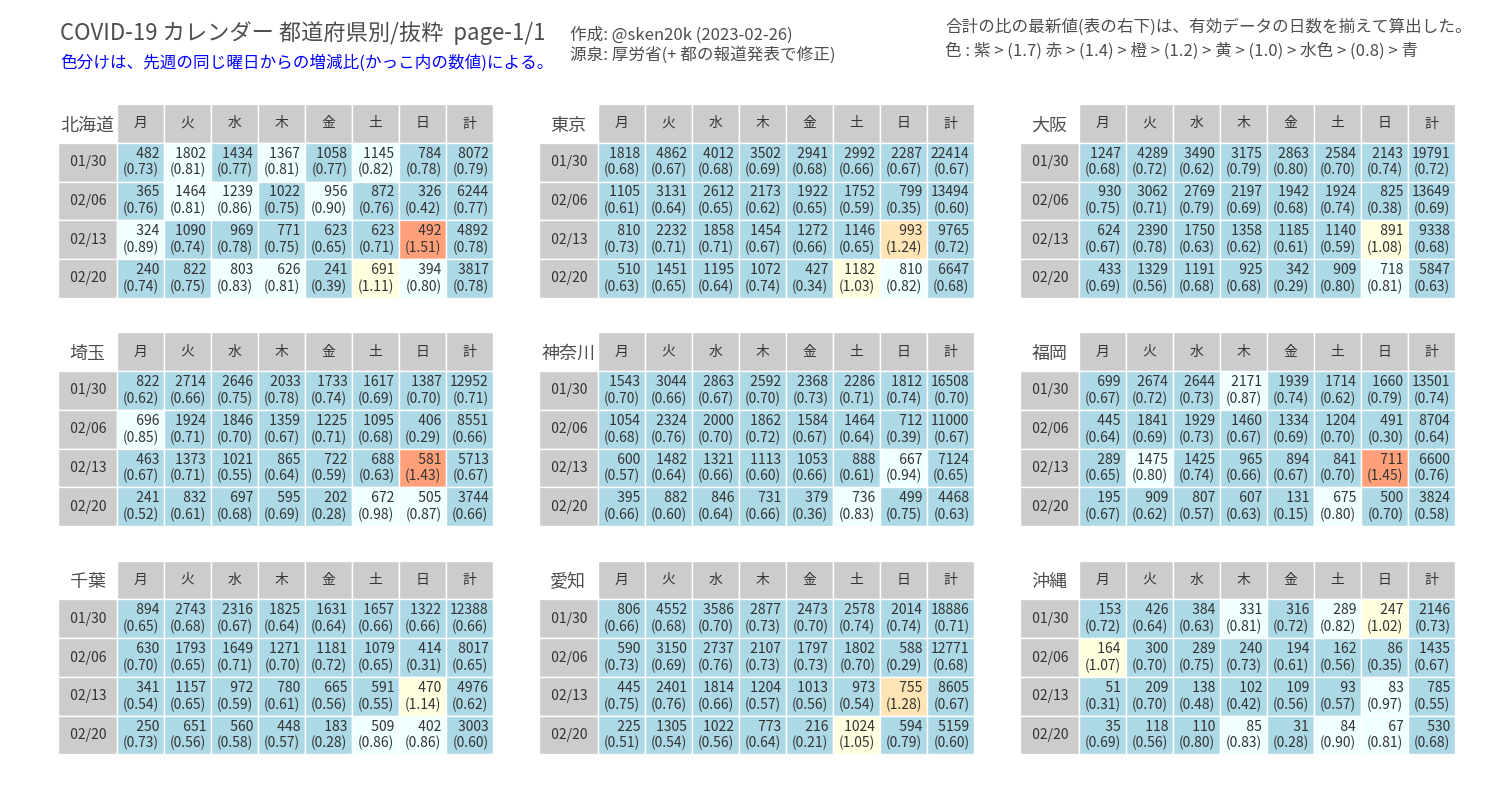 COVID-19 カレンダー 都道府県別/抜粋 page-1/1
色分けは、先週の同じ曜日からの増減比(かっこ内の数値)による。
作成: @sken20k (2023-02-26)
源泉: 厚労省(+ 都の報道発表で修正)
合計の比の最新値(表の右下)は、有効データの日数を揃えて算出した。
色 : 紫 > (1.7) 赤 > (1.4) > 橙 > (1.2) > 黄 > (1.0) > 水色 > (0.8) > 青
北海道 月 火 水 木 金 土 日 計
01/30 482 1802 1434 1367 1058 1145 784 8072
(0.73) (0.81) (0.77) (0.81) (0.77) (0.82) (0.78) (0.79)
02/06 365 1464 1239 1022 956 872 326 6244
(0.76) (0.81) (0.86) (0.75) (0.90) (0.76) (0.42) (0.77)
02/13 324 1090 969 771 623 623 492 4892
(0.89) (0.74) (0.78) (0.75) (0.65) (0.71) (1.51) (0.78)
02/20 240 822 803 626 241 691 394 3817
(0.74) (0.75) (0.83) (0.81) (0.39) (1.11) (0.80) (0.78)
東京 月 火 水 木 金 土 日 計
01/30 1818 4862 4012 3502 2941 2992 2287 22414
(0.68) (0.67) (0.68) (0.69) (0.68) (0.66) (0.67) (0.67)
02/06 1105 3131 2612 2173 1922 1752 799 13494
(0.61) (0.64) (0.65) (0.62) (0.65) (0.59) (0.35) (0.60)
02/13 810 2232 1858 1454 1272 1146 993 9765
(0.73) (0.71) (0.71) (0.67) (0.66) (0.65) (1.24) (0.72)
02/20 510 1451 1195 1072 427 1182 810 6647
(0.63) (0.65) (0.64) (0.74) (0.34) (1.03) (0.82) (0.68)
大阪 月 火 水 木 金 土 日 計
01/30 1247 4289 3490 3175 2863 2584 2143 19791
(0.68) (0.72) (0.62) (0.79) (0.80) (0.70) (0.74) (0.72)
02/06 930 3062 2769 2197 1942 1924 825 13649
(0.75) (0.71) (0.79) (0.69) (0.68) (0.74) (0.38) (0.69)
02/13 624 2390 1750 1358 1185 1140 891 9338
(0.67) (0.78) (0.63) (0.62) (0.61) (0.59) (1.08) (0.68)
02/20 433 1329 1191 925 342 909 718 5847
(0.69) (0.56) (0.68) (0.68) (0.29) (0.80) (0.81) (0.63)
埼玉 月 火 水 木 金 土 日 計
01/30 822 2714 2646 2033 1733 1617 1387 12952
(0.62) (0.66) (0.75) (0.78) (0.74) (0.69) (0.70) (0.71)
02/06 696 1924 1846 1359 1225 1095 406 8551
(0.85) (0.71) (0.70) (0.67) (0.71) (0.68) (0.29) (0.66)
02/13 463 1373 1021 865 722 688 581 5713
(0.67) (0.71) (0.55) (0.64) (0.59) (0.63) (1.43) (0.67)
02/20 241 832 697 595 202 672 505 3744
(0.52) (0.61) (0.68) (0.69) (0.28) (0.98) (0.87) (0.66)
神奈川 月 火 水 木 金 土 日 計
01/30 1543 3044 2863 2592 2368 2286 1812 16508
(0.70) (0.66) (0.67) (0.70) (0.73) (0.71) (0.74) (0.70)
02/06 1054 2324 2000 1862 1584 1464 712 11000
(0.68) (0.76) (0.70) (0.72) (0.67) (0.64) (0.39) (0.67)
02/13 600 1482 1321 1113 1053 888 667 7124
(0.57) (0.64) (0.66) (0.60) (0.66) (0.61) (0.94) (0.65)
02/20 395 882 846 731 379 736 499 4468
(0.66) (0.60) (0.64) (0.66) (0.36) (0.83) (0.75) (0.63)
福岡 月 火 水 木 金 土 日 計
01/30 699 2674 2644 2171 1939 1714 1660 13501
(0.67) (0.72) (0.73) (0.87) (0.74) (0.62) (0.79) (0.74)
02/06 445 1841 1929 1460 1334 1204 491 8704
(0.64) (0.69) (0.73) (0.67) (0.69) (0.70) (0.30) (0.64)
02/13 289 1475 1425 966 894 841 711 6600
(0.65) (0.80) (0.74) (0.66) (0.67) (0.70) (1.45) (0.76)
02/20 195 909 807 607 131 675 500 3824
(0.67) (0.62) (0.57) (0.63) (0.15) (0.80) (0.70) (0.58)
千葉 月 火 水 木 金 土 日 計
01/30 894 2743 2316 1825 1631 1657 1322 12388
(0.65) (0.68) (0.67) (0.64) (0.64) (0.66) (0.66) (0.66)
02/06 630 1793 1649 1271 1181 1079 414 8017
(0.70) (0.65) (0.71) (0.70) (0.72) (0.65) (0.31) (0.65)
02/13 341 1157 972 780 665 591 470 4976
(0.54) (0.65) (0.59) (0.61) (0.56) (0.55) (1.14) (0.62)
02/20 250 651 560 448 183 509 402 3003
(0.73) (0.56) (0.58) (0.57) (0.28) (0.86) (0.86) (0.60)
愛知 月 火 水 木 金 土 日 計
01/30 806 4552 3586 2877 2473 2578 2014 18886
(0.66) (0.68) (0.70) (0.73) (0.70) (0.74) (0.74) (0.71)
02/06 590 3150 2737 2107 1797 1802 588 12771
(0.73) (0.69) (0.76) (0.73) (0.73) (0.70) (0.29) (0.68)
02/13 445 2401 1814 1204 1013 973 755 8605
(0.75) (0.76) (0.66) (0.57) (0.56) (0.54) (1.28) (0.67)
02/20 225 1305 1022 773 216 1024 594 5159
(0.51) (0.54) (0.56) (0.64) (0.21) (1.05) (0.79) (0.60)
沖縄 月 火 水 木 金 土 日 計
01/30 153 426 384 331 316 289 247 2146
(0.72) (0.64) (0.63) (0.81) (0.72) (0.82) (1.02) (0.73)
02/06 164 300 289 240 194 162 86 1435
(1.07) (0.70) (0.75) (0.73) (0.61) (0.56) (0.35) (0.67)
02/13 51 209 138 102 109 93 83 785
(0.31) (0.70) (0.48) (0.42) (0.56) (0.57) (0.97) (0.55)
02/20 35 118 110 85 31 84 67 530
(0.69) (0.56) (0.80) (0.83) (0.28) (0.90) (0.81) (0.68)